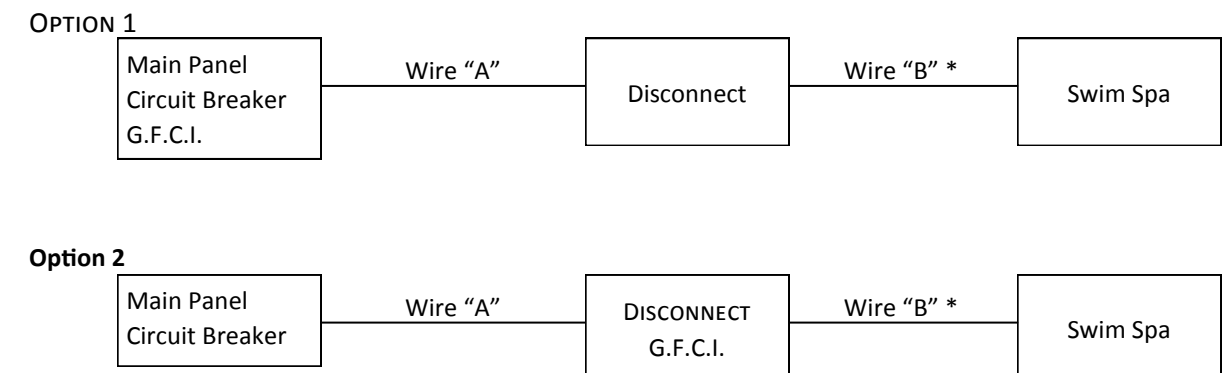 OPTION 1
Main Panel
Circuit Breaker
G.F.C.I.
Wire “A”
Disconnect
Wire “B” *
Swim Spa
Option 2
Main Panel
Circuit Breaker
Wire “A”
DISCONNECT
G.F.C.I.
Wire “B” *
Swim Spa